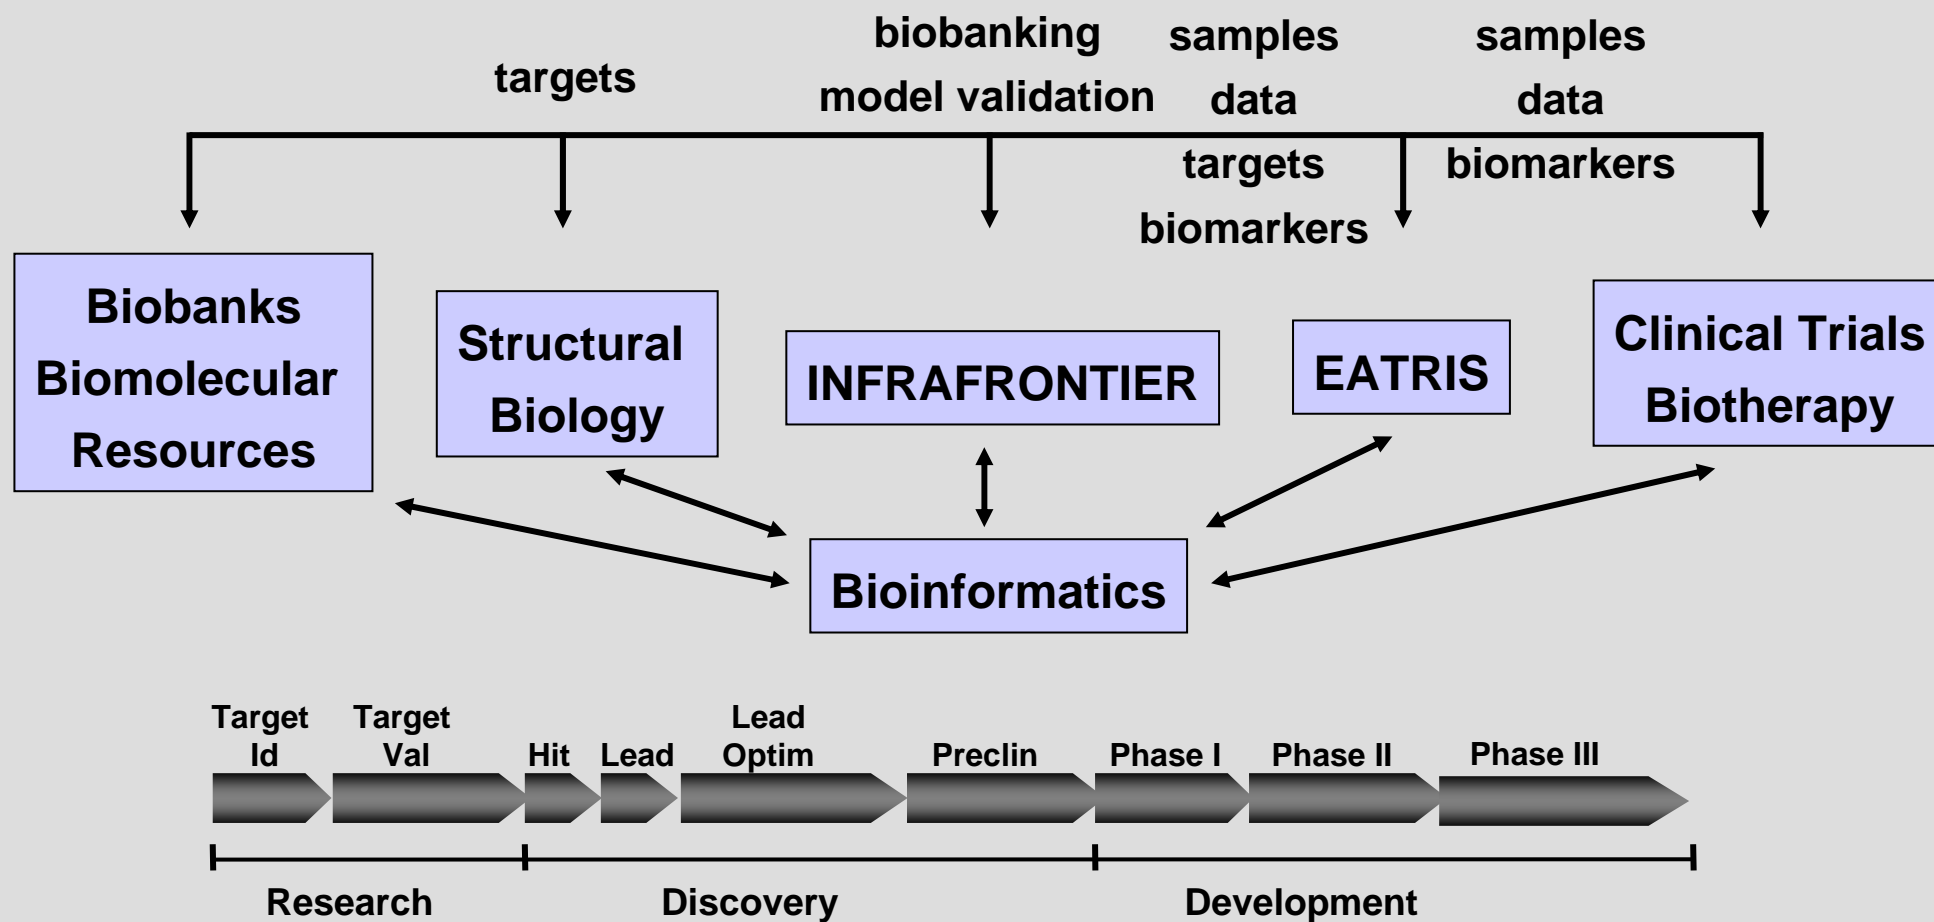 targets
biobanking
model validation
samples
data
targets
biomarkers
samples
data
biomarkers
Biobanks
Biomolecular
Resources
Structural
Biology
INFRAFRONTIER
EATRIS
Clinical Trials
Biotherapy
Bioinformatics
Target
Id
Target
Val
Hit
Lead
Lead
Optim
Preclin
Phase I
Phase II
Phase III
Research
Discovery
Development